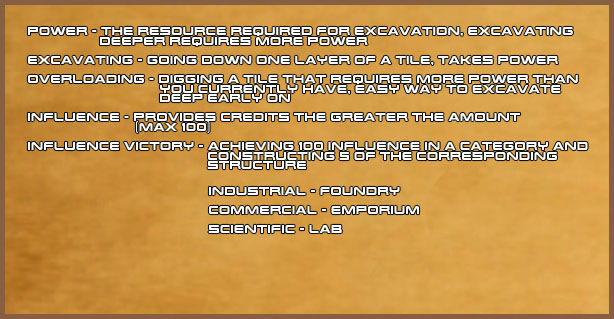 POWER - THE RESOURCE REQUIRED FOR EXCAVATION, EXCAVATING
DEEPER REQUIRES MORE POWER
EXCAVATING - GOING DOWN ONE LAYER OF A TILE, TAKES POWER
OVERLOADING - DIGGING A TILE THAT REQUIRES MORE POWER THAN
YOU CURRENTLY HAVE, EASY WAY TO EXCAVATE
DEEP EARLY ON
INFLUENCE - PROVIDES CREDITS THE GREATER THE AMOUNT
(MAX 100)
INFLUENCE VICTORY - ACHIEVING 100 INFLUENCE IN A CATEGORY AND
CONSTRUCTING 5 OF THE CORRESPONDING
STRUCTURE
INDUSTRIAL - FOUNDRY
COMMERCIAL - EMPORIUM
SCIENTIFIC - LAB